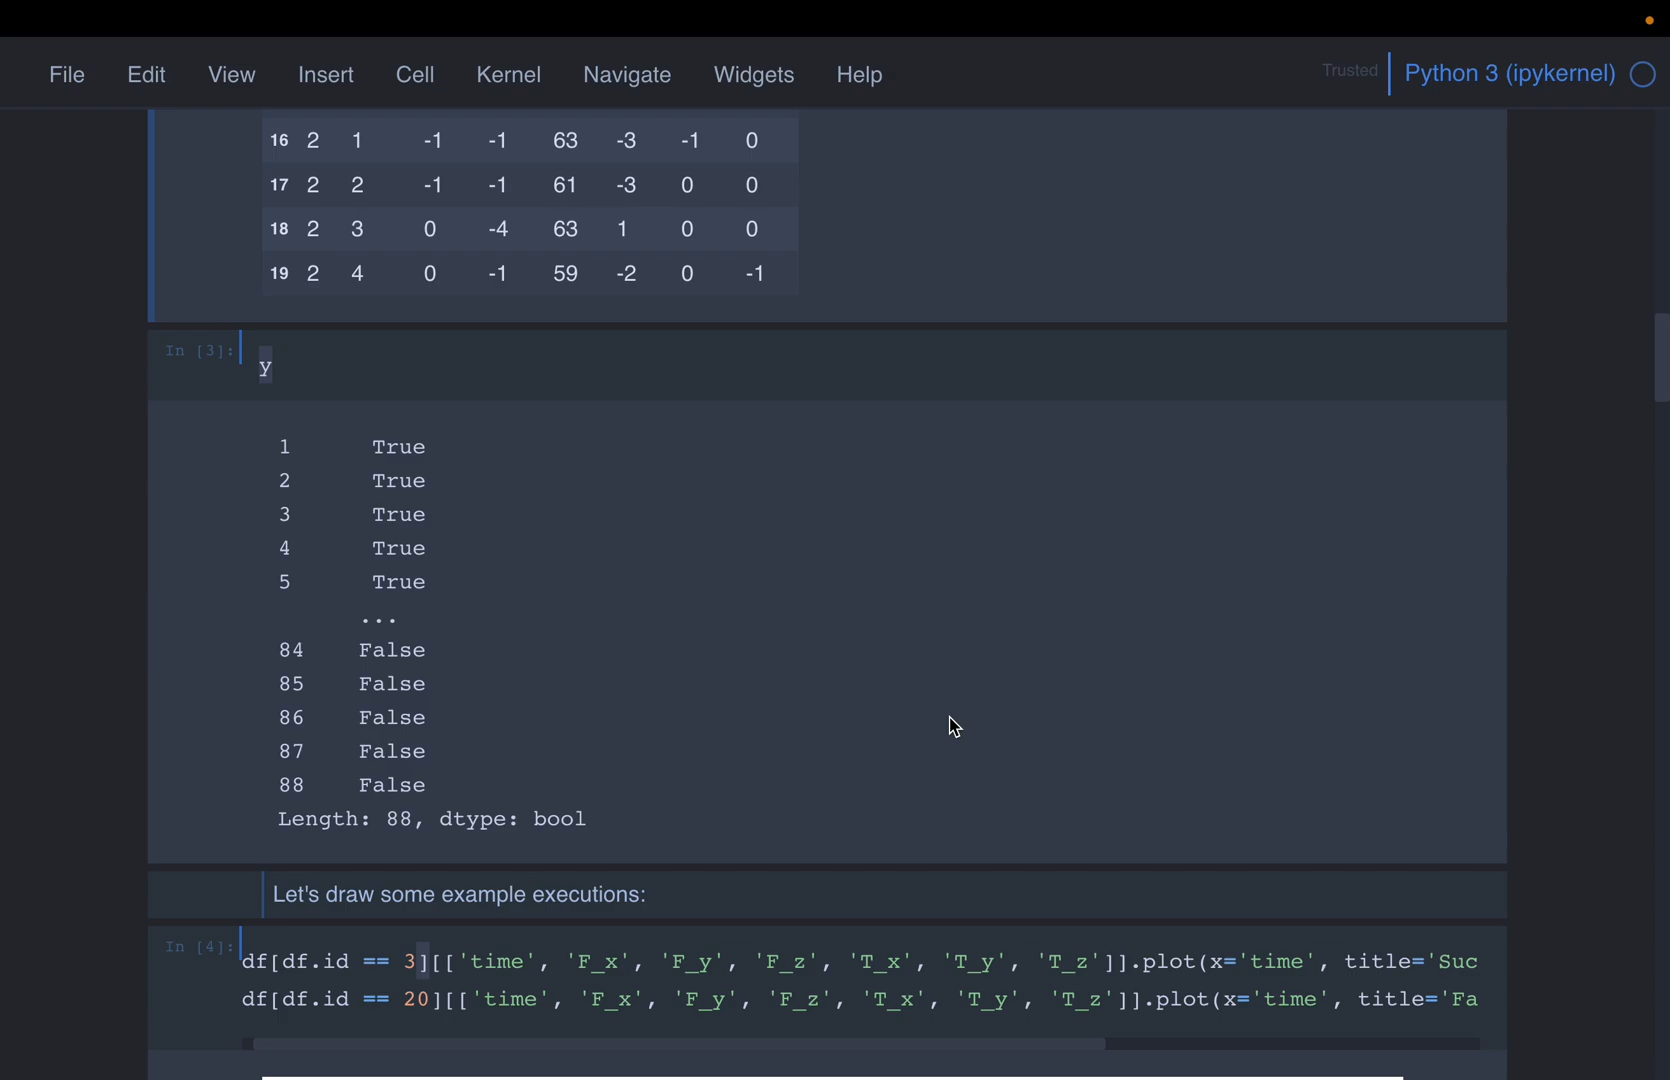 File Edit View Insert Cell Kernel Navigate Widgets Help Trusted Python 3 (ipykernel)
16 2 1 -1 -1 63 -3 -1 0
17 2 2 -1 -1 61 -3 0 0
18 2 3 0 -4 63 1 0 0
19 2 4 0 -1 59 -2 0 -1
In [3]: y
1 True
2 True
3 True
4 True
5 True
...
84 False
85 False
86 False
87 False
88 False
Length: 88, dtype: bool
Let's draw some example executions:
In [4]: df[df.id == 3][['time', 'F_x', 'F_y', 'F_z', 'T_x', 'T_y', 'T_z']].plot(x='time', title='Suc
df[df.id == 20][['time', 'F_x', 'F_y', 'F_z', 'T_x', 'T_y', 'T_z']].plot(x='time', title='Fa